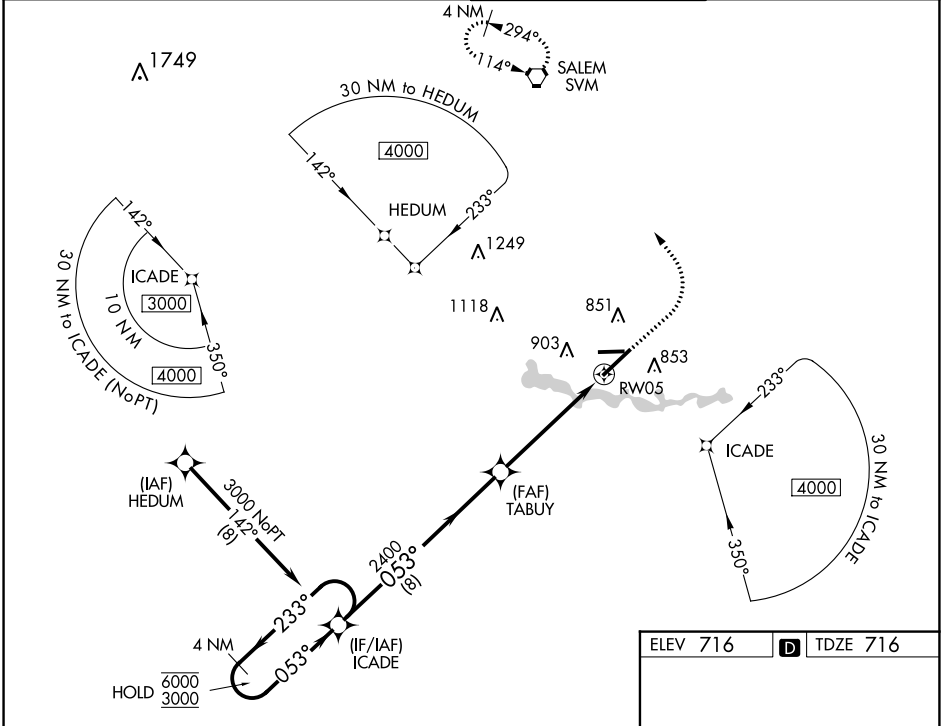 4 NM
294°
114°
SALEM
SVM
1749
30 NM to HEDUM
4000
142°
233°
HEDUM
1249
142°
ICADE
3000
10 NM
350°
4000
30 NM to ICADE (NoPT)
1118
851
903
853
RW05
233°
ICADE
4000
350°
30 NM to ICADE
(IAF)
HEDUM
3000 NoPT
142°
(8)
(FAF)
TABUY
2400
053°
(8)
233°
4 NM
053°
(IF/IAF)
ICADE
HOLD 6000
3000
ELEV 716 D TDZE 716